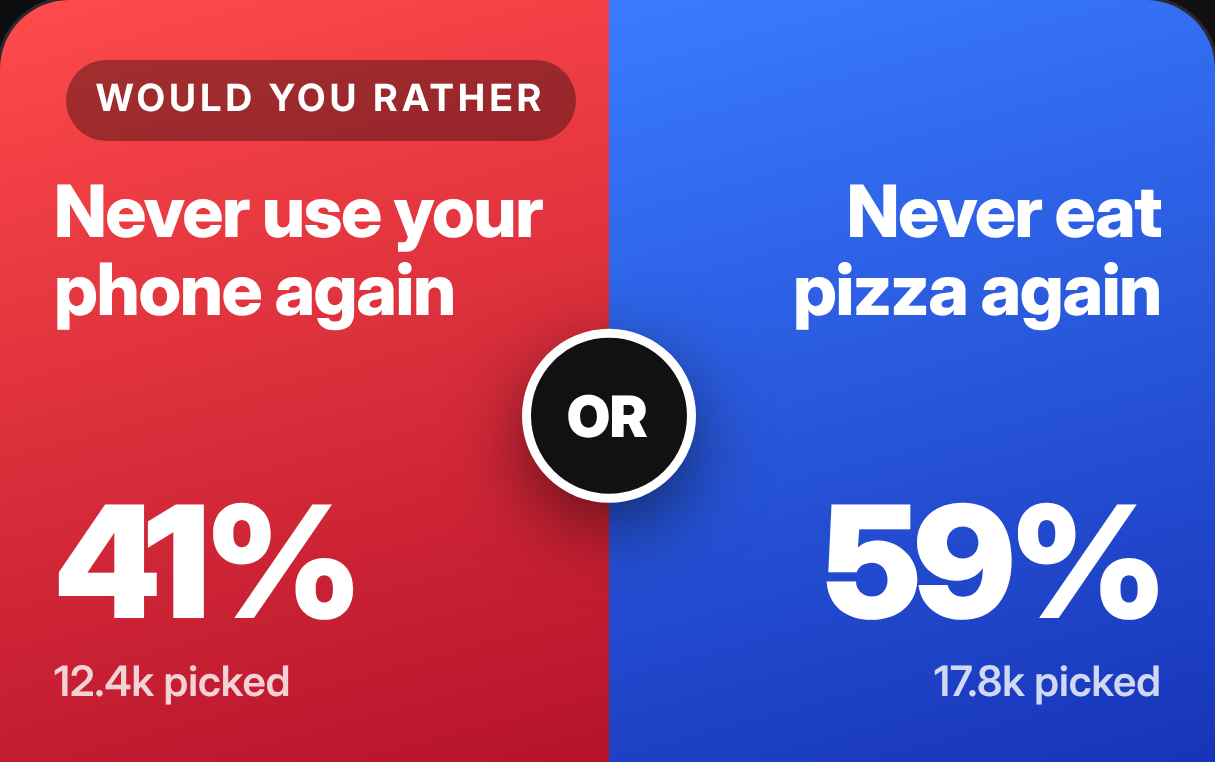 WOULD YOU RATHER
Never use your
phone again
41%
12.4k picked
OR
Never eat
pizza again
59%
17.8k picked